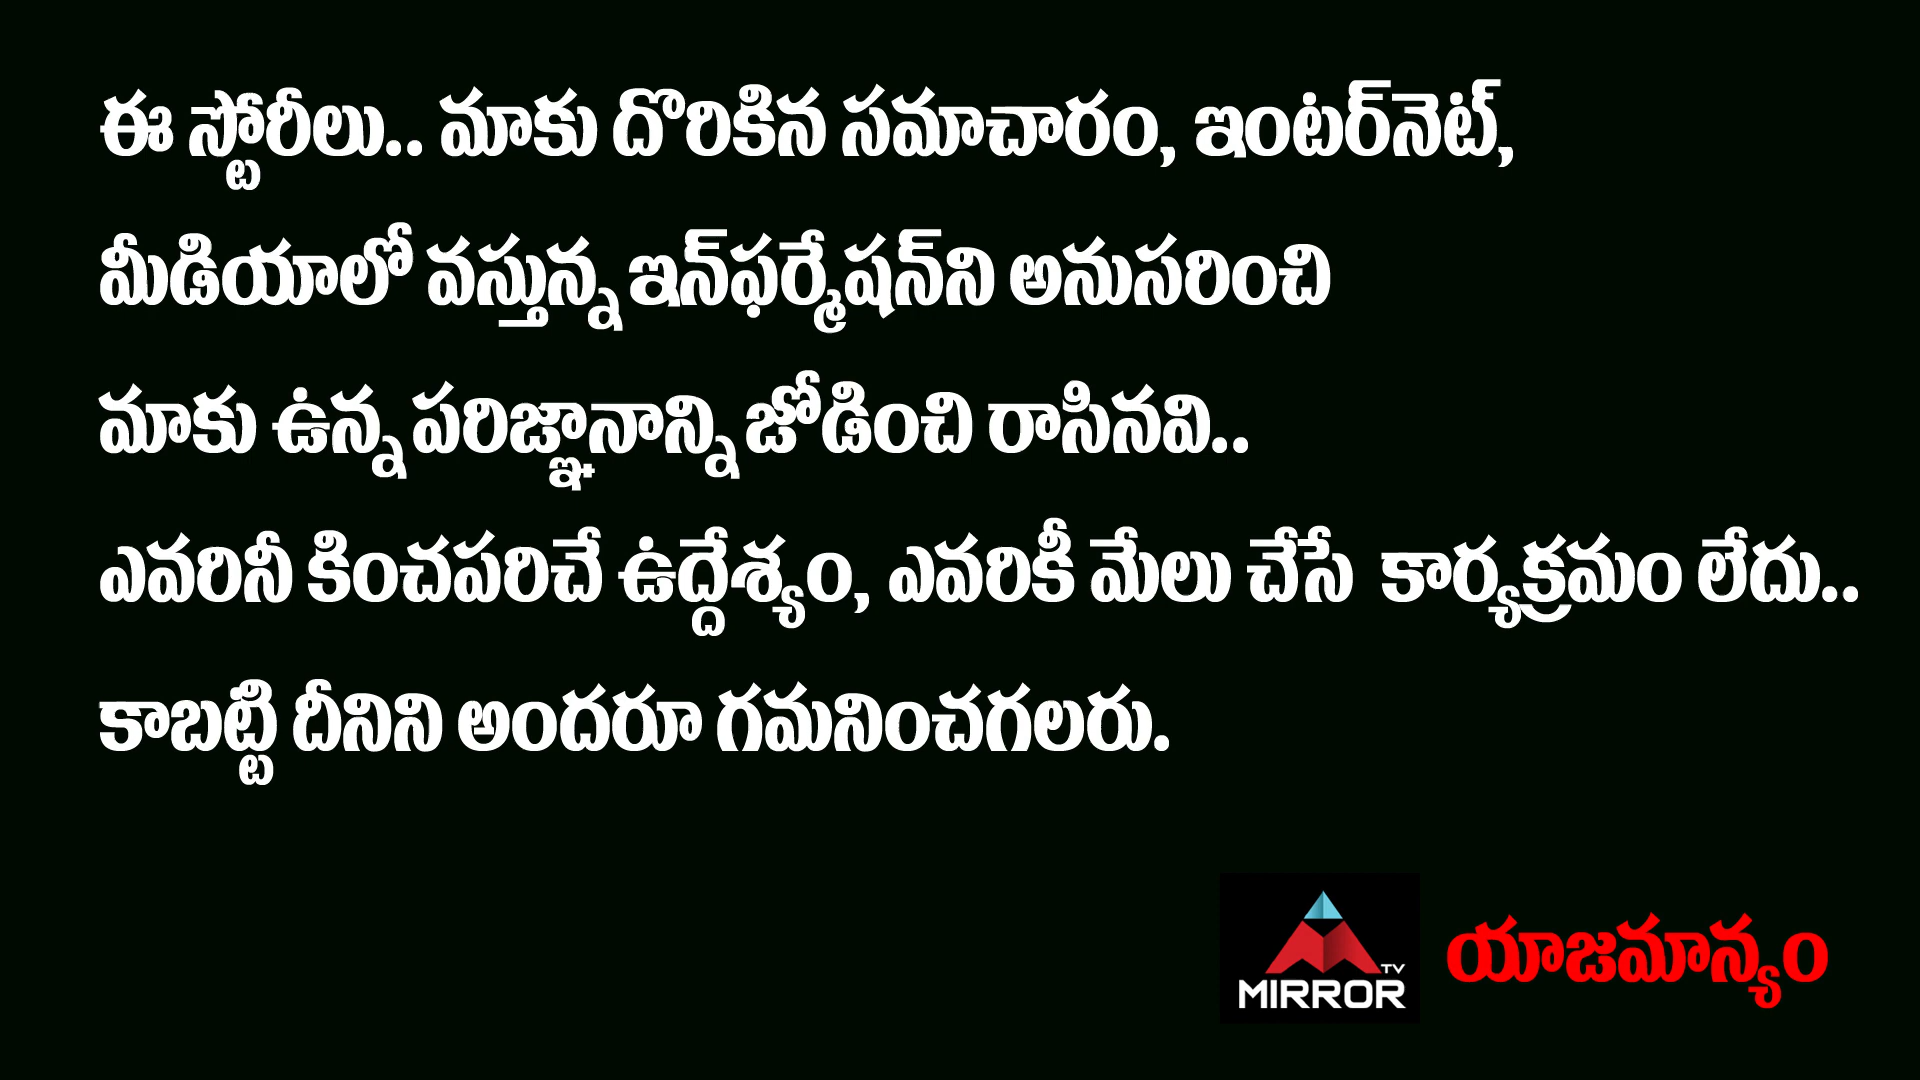 ఈ స్టోరీలు.. మాకు దొరికిన సమాచారం, ఇంటర్‌నెట్,
మీడియాలో వస్తున్న ఇన్‌ఫర్మేషన్‌ని అనుసరించి
మాకు ఉన్న పరిజ్ఞానాన్ని జోడించి రాసినవి..
ఎవరినీ కించపరిచే ఉద్దేశ్యం, ఎవరికీ మేలు చేసే కార్యక్రమం లేదు..
కాబట్టి దీనిని అందరూ గమనించగలరు.
TV
MIRROR
యాజమాన్యం